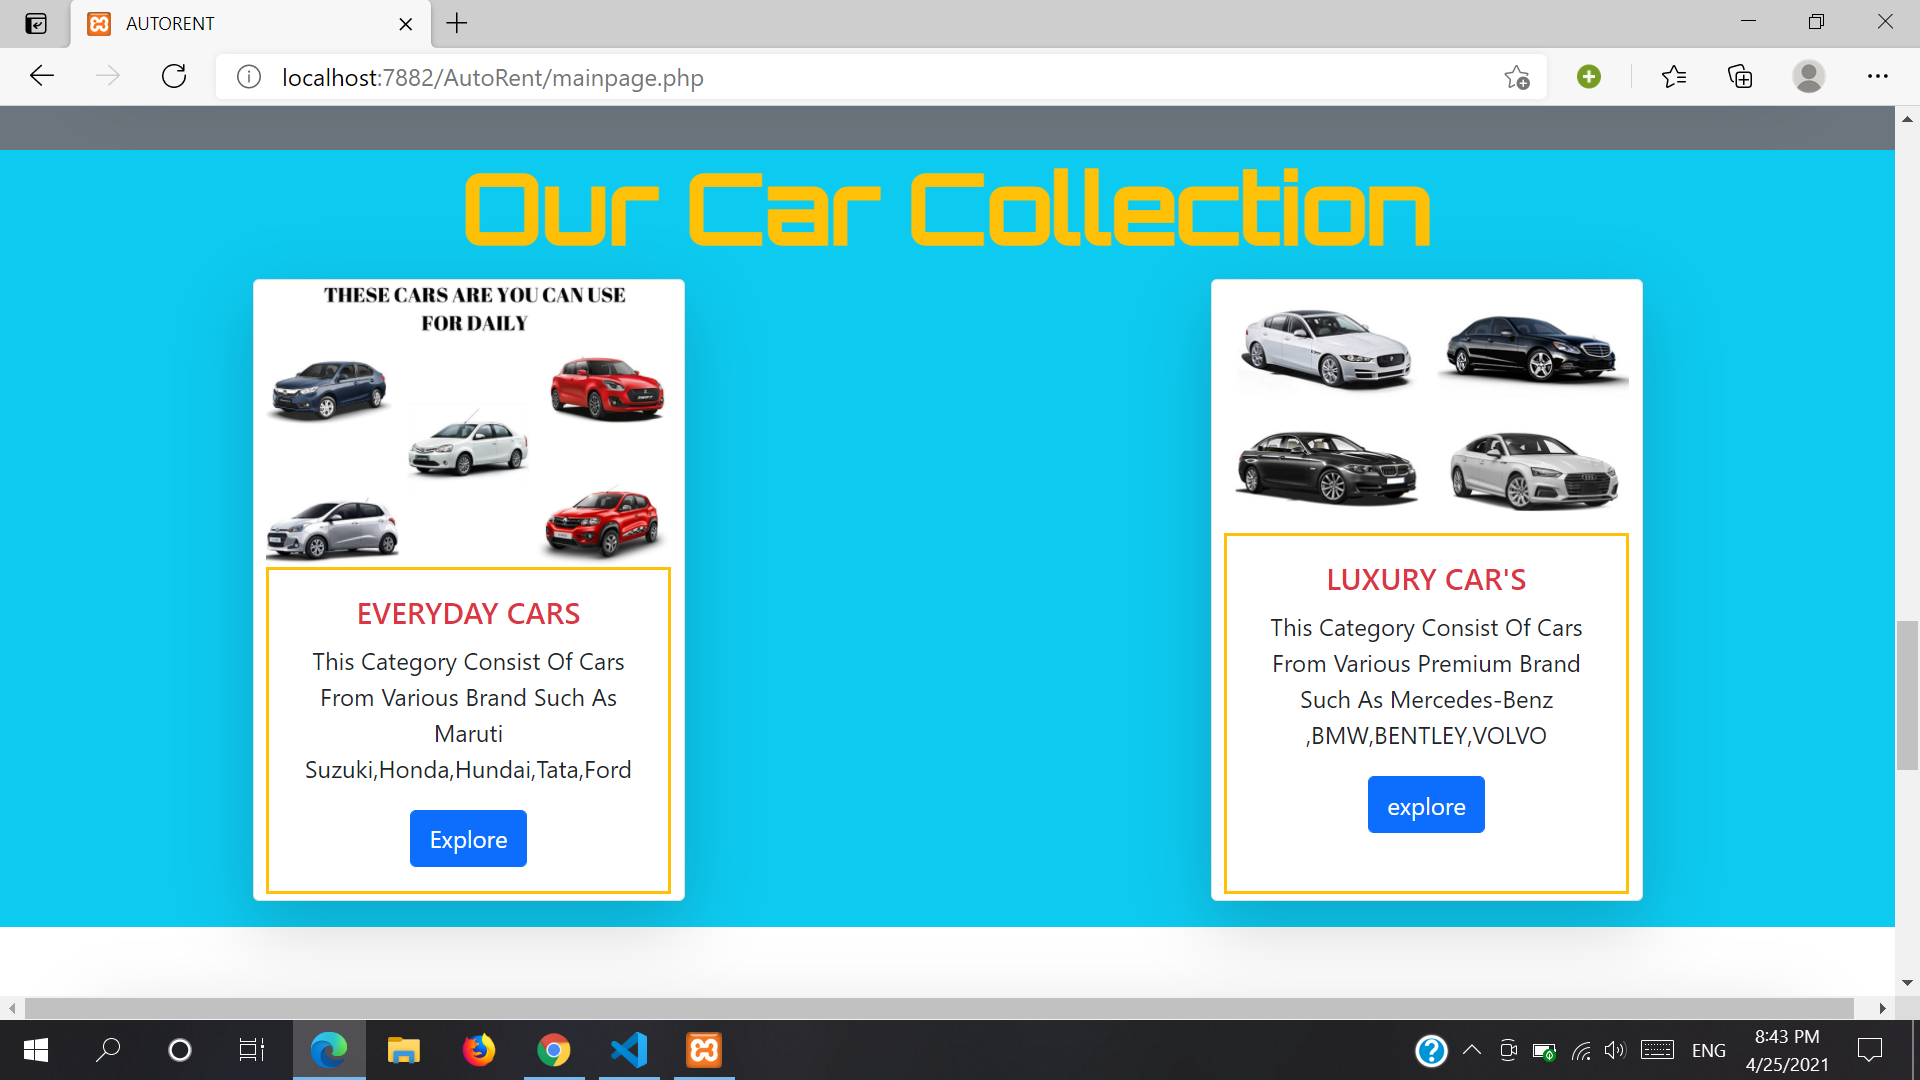 AUTORENT
localhost:7882/AutoRent/mainpage.php
Our Car Collection
THESE CARS ARE YOU CAN USE
FOR DAILY
EVERYDAY CARS
This Category Consist Of Cars
From Various Brand Such As
Maruti
Suzuki,Honda,Hundai,Tata,Ford
Explore
LUXURY CAR'S
This Category Consist Of Cars
From Various Premium Brand
Such As Mercedes-Benz
,BMW,BENTLEY,VOLVO
explore
ENG
8:43 PM
4/25/2021